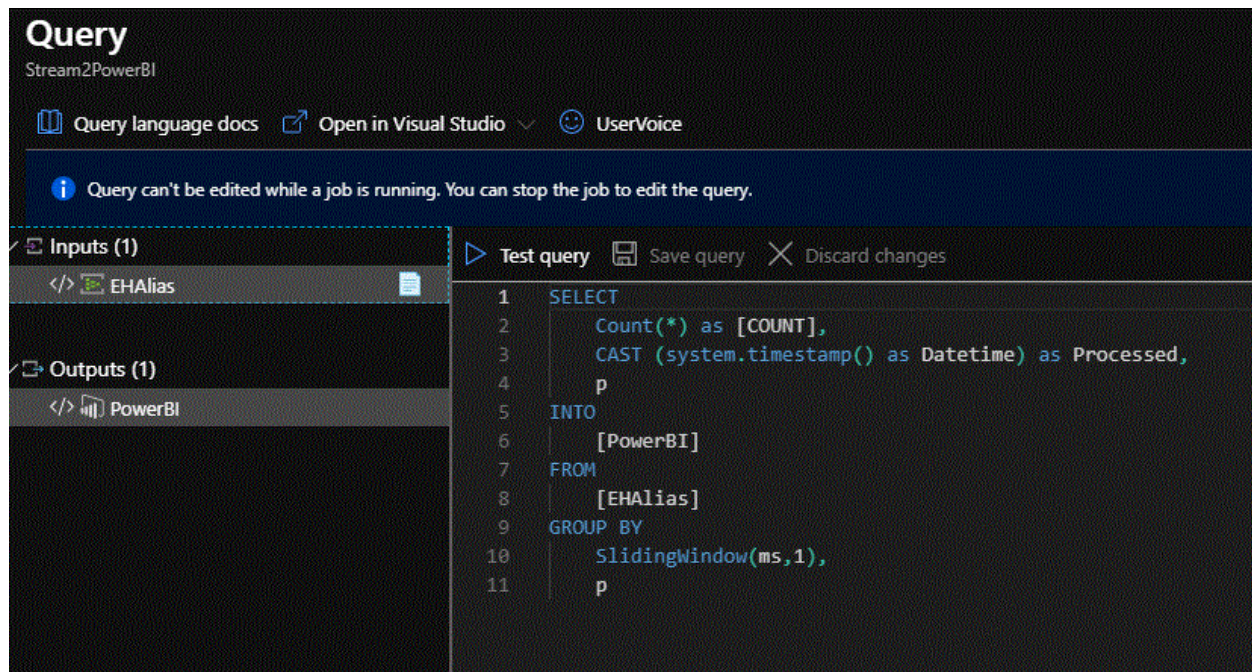 Query
Stream2PowerBI
Query language docs Open in Visual Studio UserVoice
Query can't be edited while a job is running. You can stop the job to edit the query.
Inputs (1)
</> EHAlias
Outputs (1)
</> PowerBI
Test query Save query Discard changes
1 SELECT
2 Count(*) as [COUNT],
3 CAST (system.timestamp() as Datetime) as Processed,
4 p
5 INTO
6 [PowerBI]
7 FROM
8 [EHAlias]
9 GROUP BY
10 SlidingWindow(ms,1),
11 p